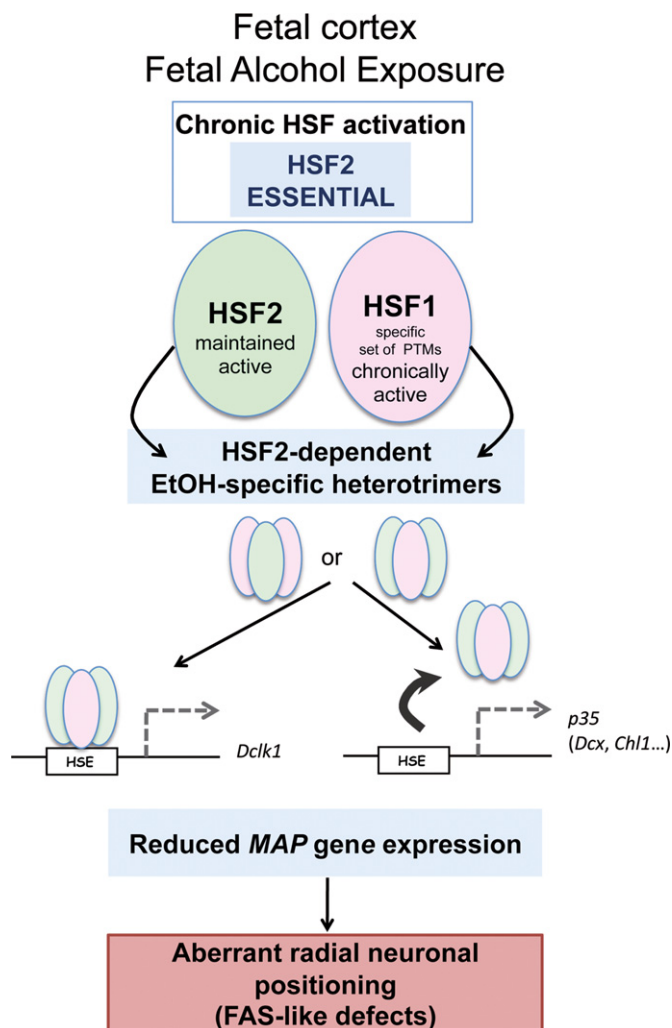 Fetal cortex
Fetal Alcohol Exposure
Chronic HSF activation
HSF2
ESSENTIAL
HSF2
maintained
active
HSF1
specific
set of PTMs
chronically
active
HSF2-dependent
EtOH-specific heterotrimers
or
HSE
Dclk1
HSE
p35
(Dcx, Chl1...)
Reduced MAP gene expression
Aberrant radial neuronal
positioning
(FAS-like defects)